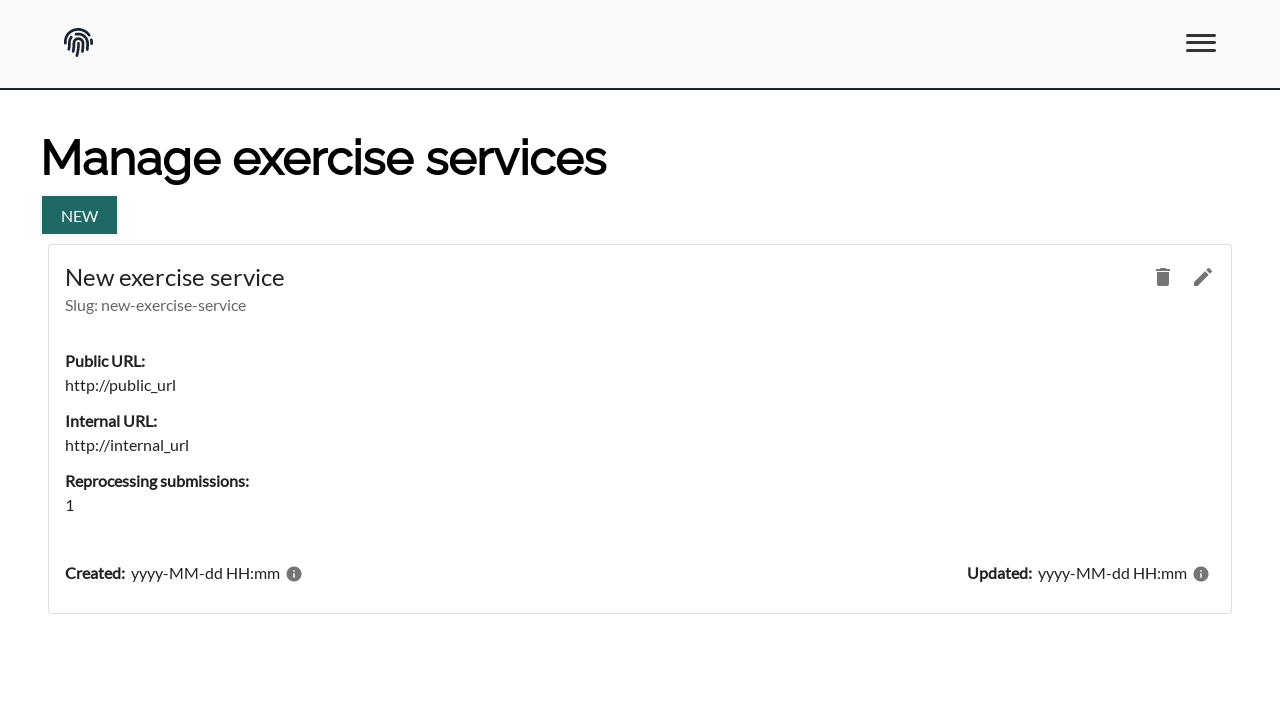 Manage exercise services
NEW
New exercise service
Slug: new-exercise-service
Public URL:
http://public_url
Internal URL:
http://internal_url
Reprocessing submissions:
1
Created: yyyy-MM-dd HH:mm
Updated: yyyy-MM-dd HH:mm